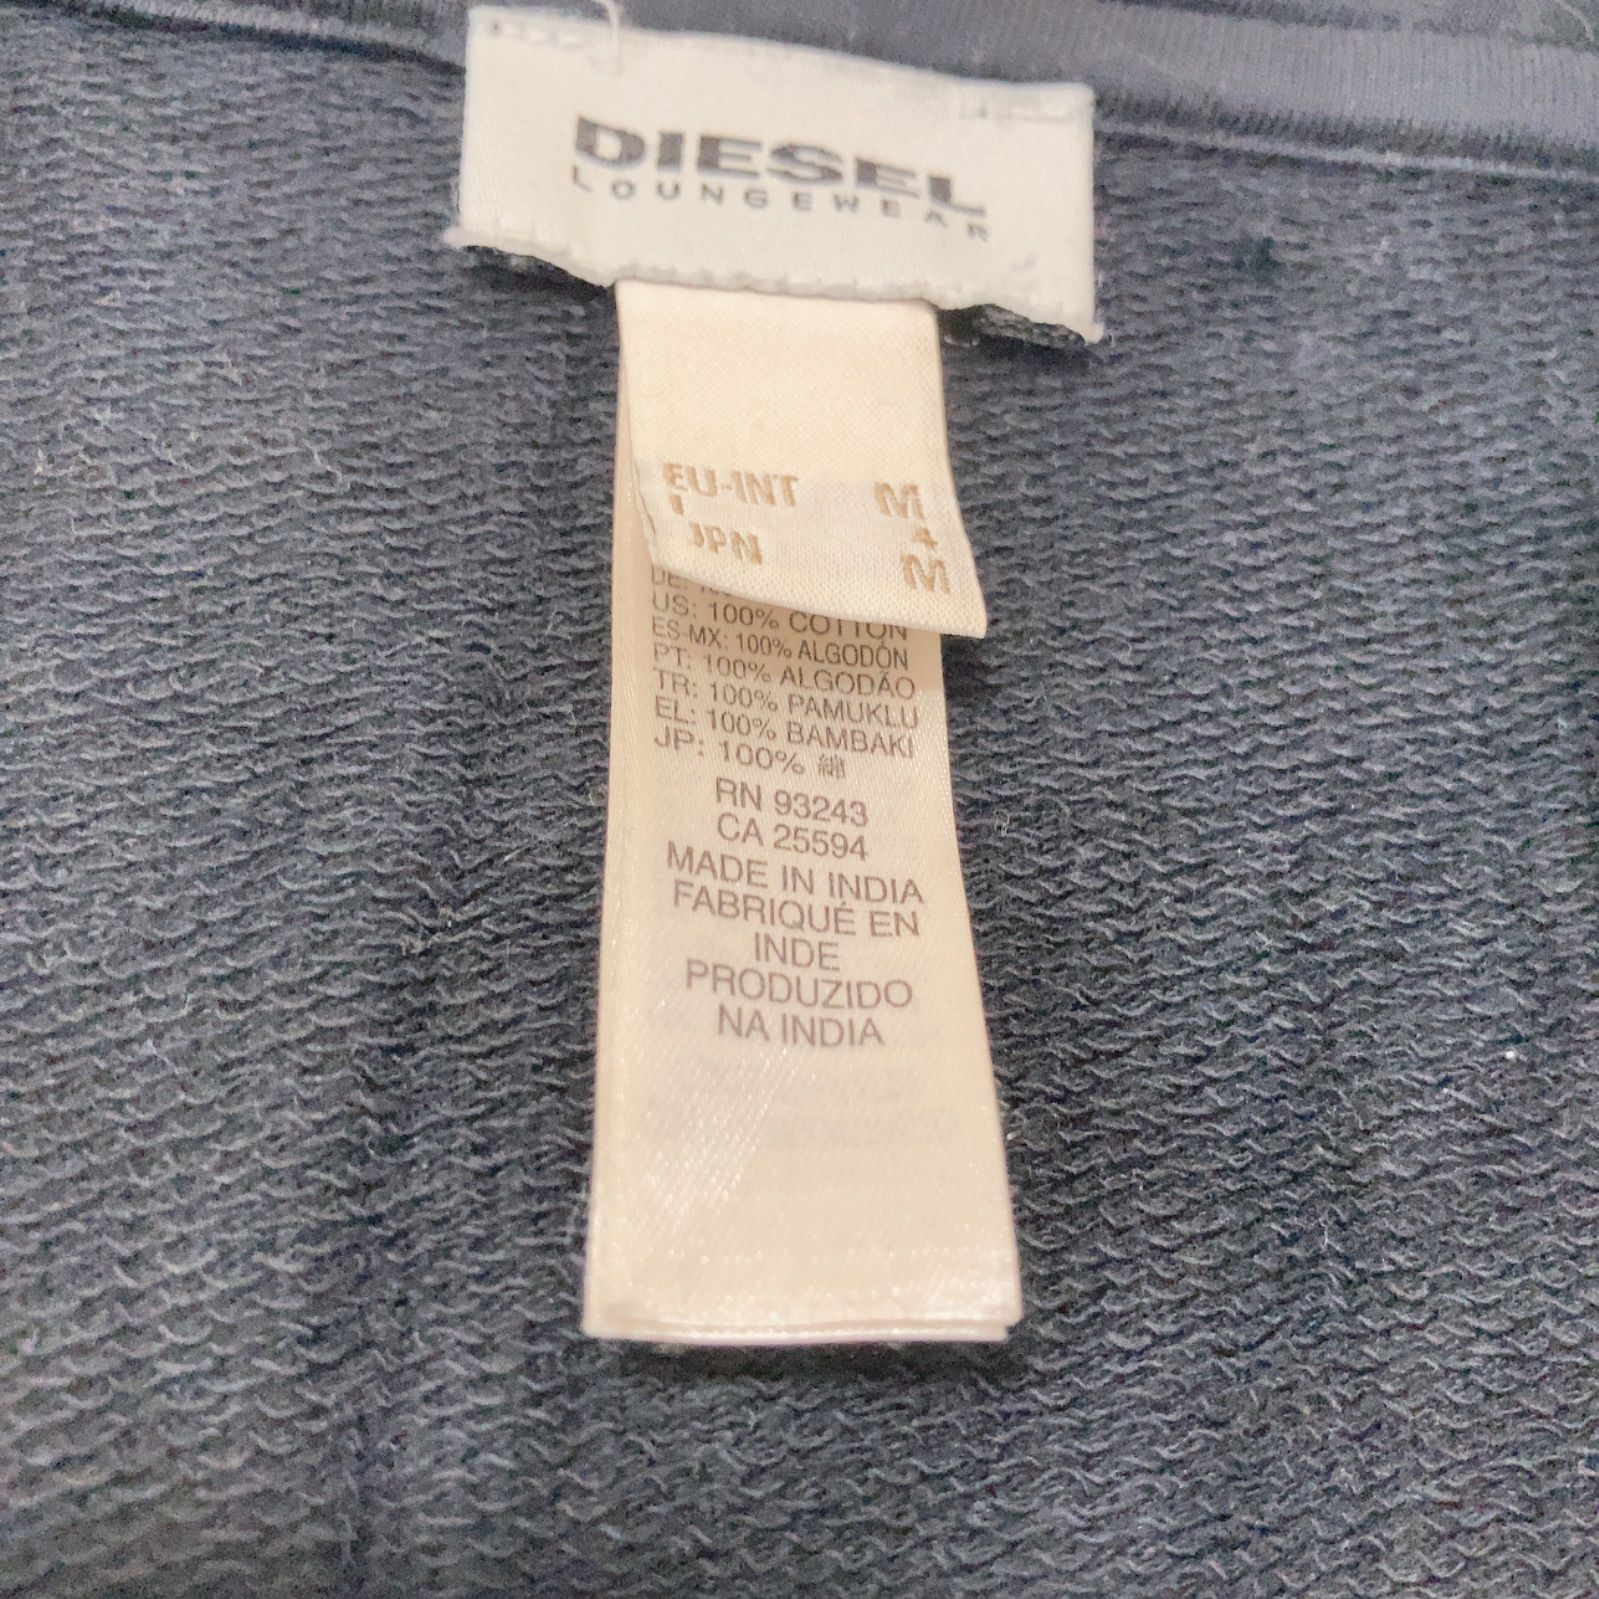 DIESEL
LOUNGEWEAR
EU-INT M
I 4
JPN M
US: 100% COTTON
ES-MX: 100% ALGODÓN
PT: 100% ALGODÃO
TR: 100% PAMUKLU
EL: 100% BAMBAKI
JP: 100% 綿
RN 93243
CA 25594
MADE IN INDIA
FABRIQUÉ EN
INDE
PRODUZIDO
NA INDIA